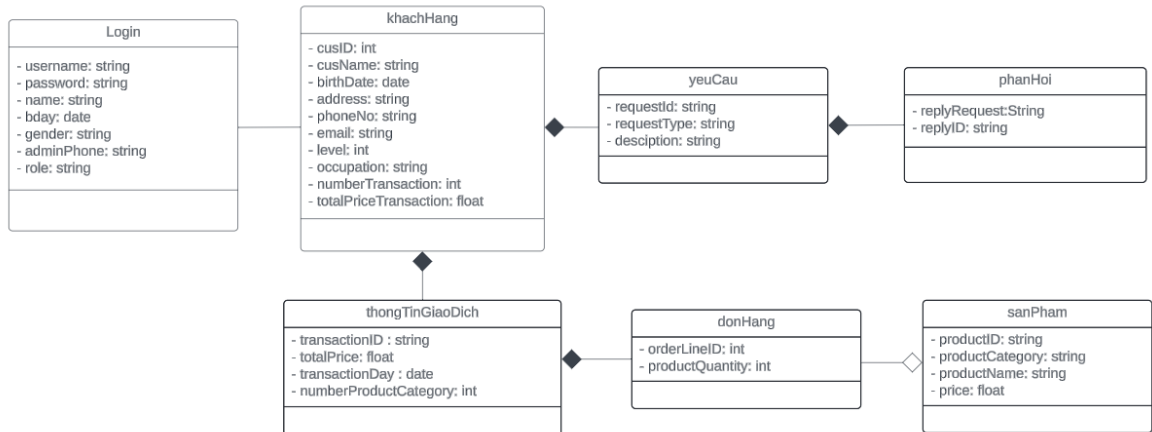 Login
- username: string
- password: string
- name: string
- bday: date
- gender: string
- adminPhone: string
- role: string
khachHang
- cusID: int
- cusName: string
- birthDate: date
- address: string
- phoneNo: string
- email: string
- level: int
- occupation: string
- numberTransaction: int
- totalPriceTransaction: float
yeuCau
- requestId: string
- requestType: string
- desciption: string
phanHoi
- replyRequest:String
- replyID: string
thongTinGiaoDich
- transactionID : string
- totalPrice: float
- transactionDay : date
- numberProductCategory: int
donHang
- orderLineID: int
- productQuantity: int
sanPham
- productID: string
- productCategory: string
- productName: string
- price: float